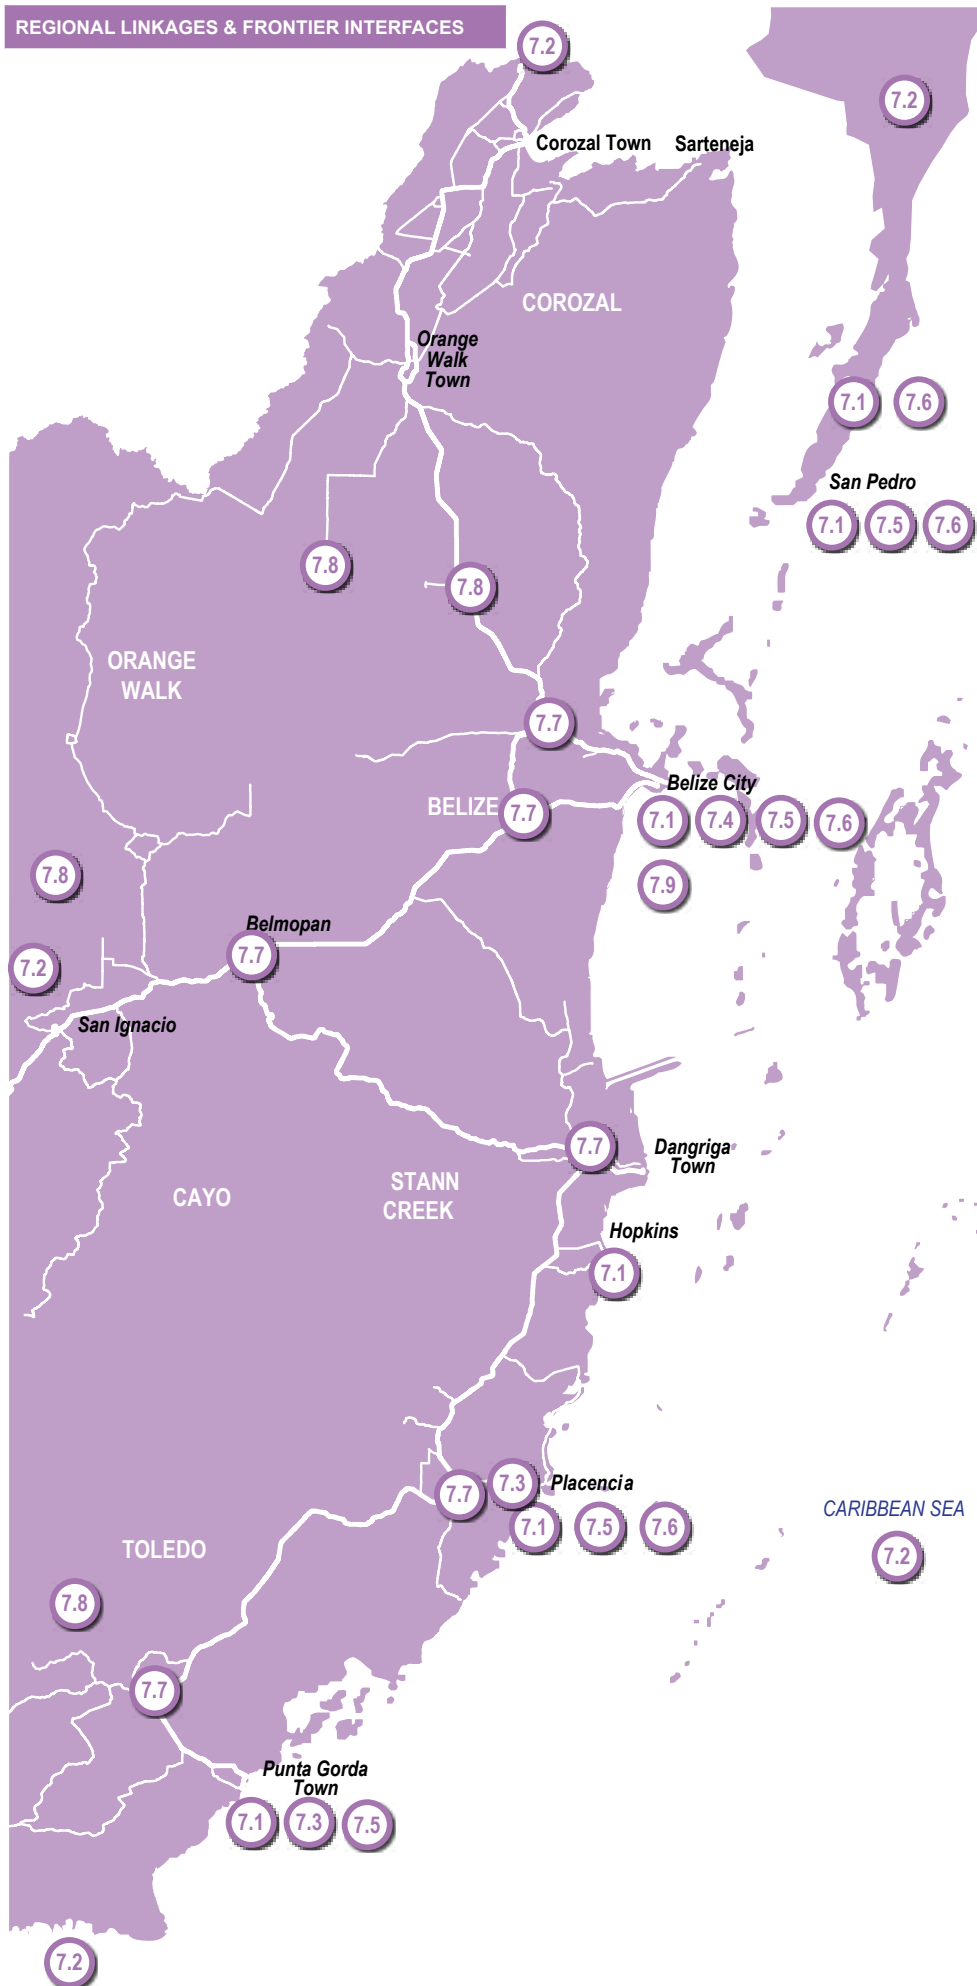 REGIONAL LINKAGES & FRONTIER INTERFACES
7.2
7.2
Corozal Town
Sarteneja
COROZAL
Orange
Walk
Town
7.1
7.6
San Pedro
7.1
7.5
7.6
7.8
7.8
ORANGE
WALK
7.7
Belize City
BELIZE
7.7
7.1
7.4
7.5
7.6
7.8
7.9
Belmopan
7.7
7.2
San Ignacio
7.7
Dangriga
Town
CAYO
STANN
CREEK
Hopkins
7.1
7.7
7.3
Placencia
7.1
7.5
7.6
CARIBBEAN SEA
7.2
TOLEDO
7.8
7.7
Punta Gorda
Town
7.1
7.3
7.5
7.2